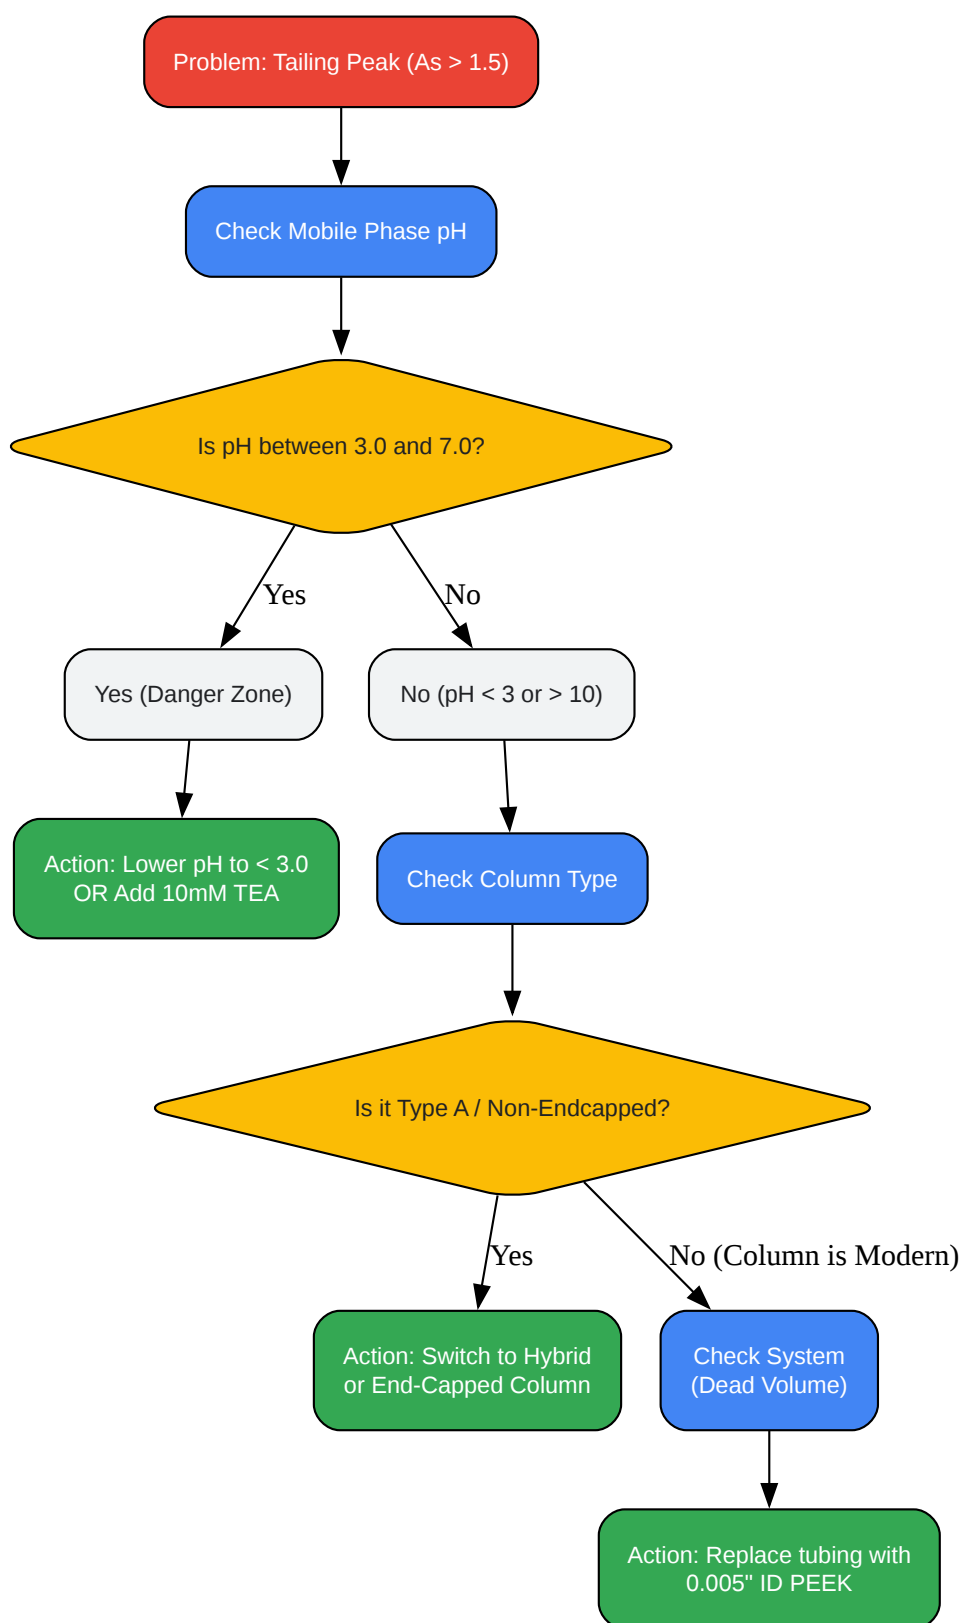 Problem: Tailing Peak (As > 1.5)
Check Mobile Phase pH
Is pH between 3.0 and 7.0?
Yes
No
Yes (Danger Zone)
No (pH < 3 or > 10)
Action: Lower pH to < 3.0
OR Add 10mM TEA
Check Column Type
Is it Type A / Non-Endcapped?
Yes
No (Column is Modern)
Action: Switch to Hybrid
or End-Capped Column
Check System
(Dead Volume)
Action: Replace tubing with
0.005" ID PEEK